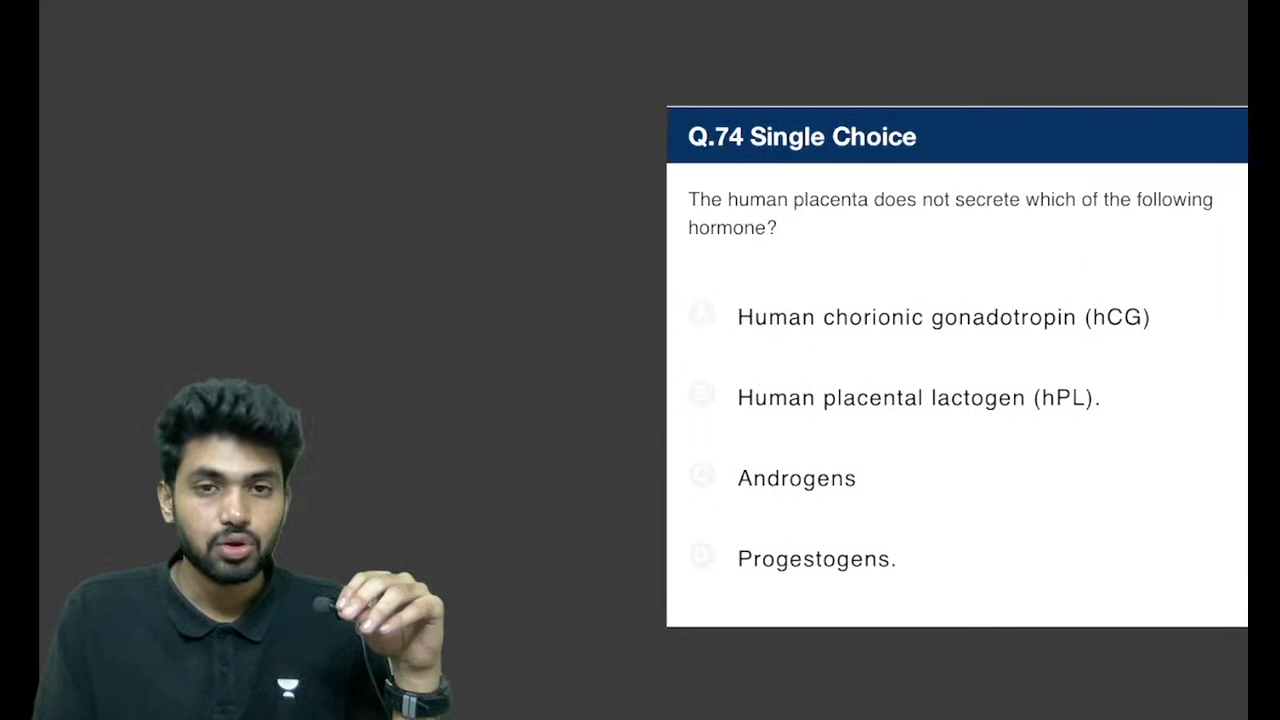 Q.74 Single Choice
The human placenta does not secrete which of the following
hormone?
A
Human chorionic gonadotropin (hCG)
B
Human placental lactogen (hPL).
C
Androgens
D
Progestogens.